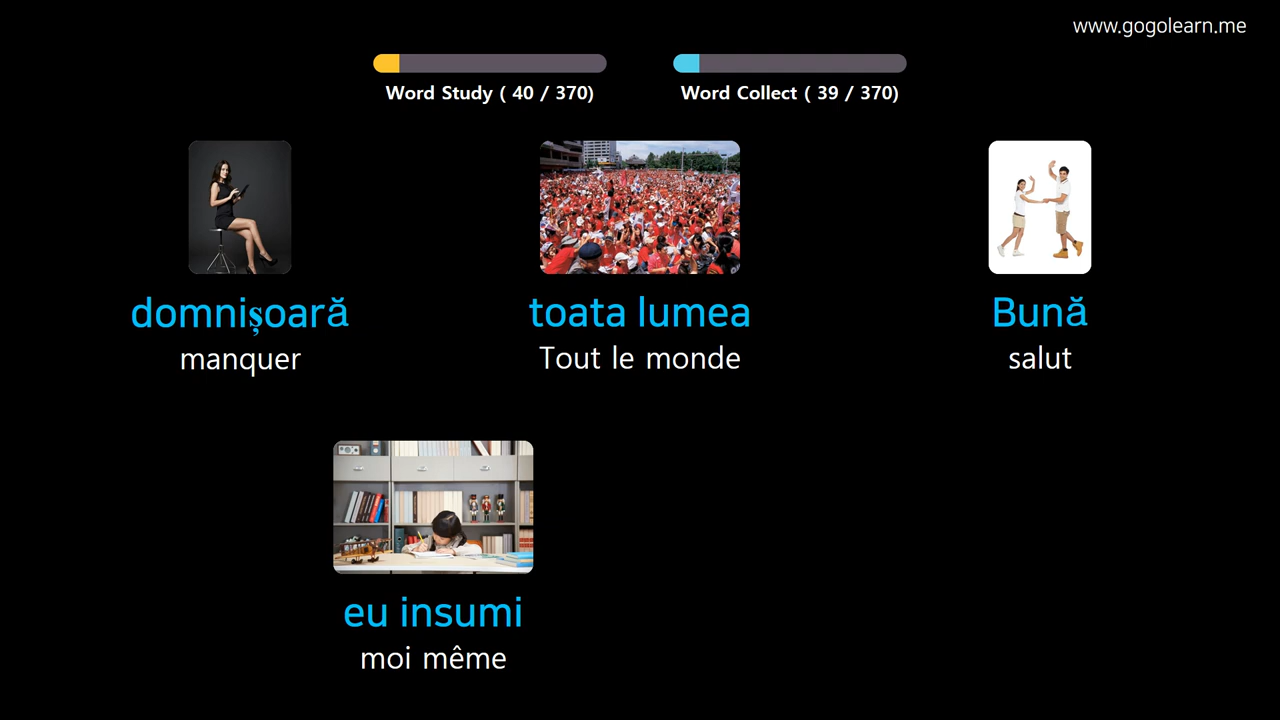 www.gogolearn.me
Word Study ( 40 / 370)
Word Collect ( 39 / 370)
domnișoară
manquer
toata lumea
Tout le monde
Bună
salut
eu insumi
moi même